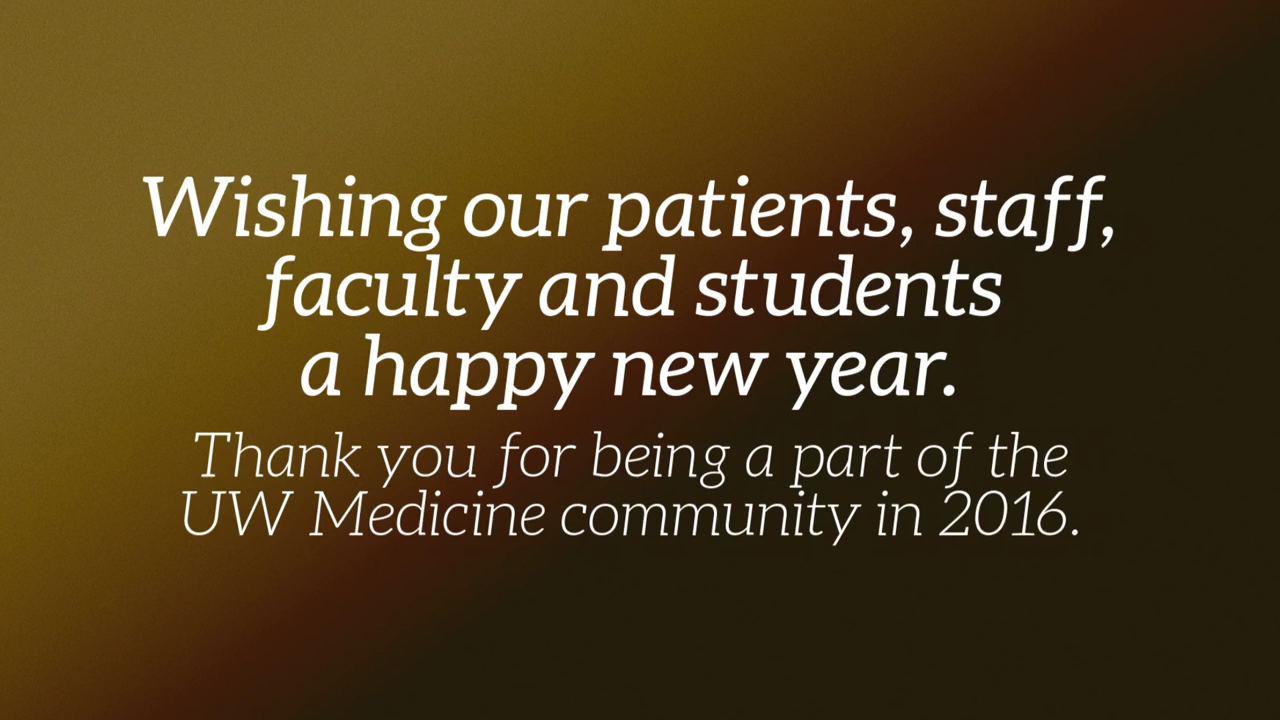 Wishing our patients, staff,
faculty and students
a happy new year.
Thank you for being a part of the
UW Medicine community in 2016.